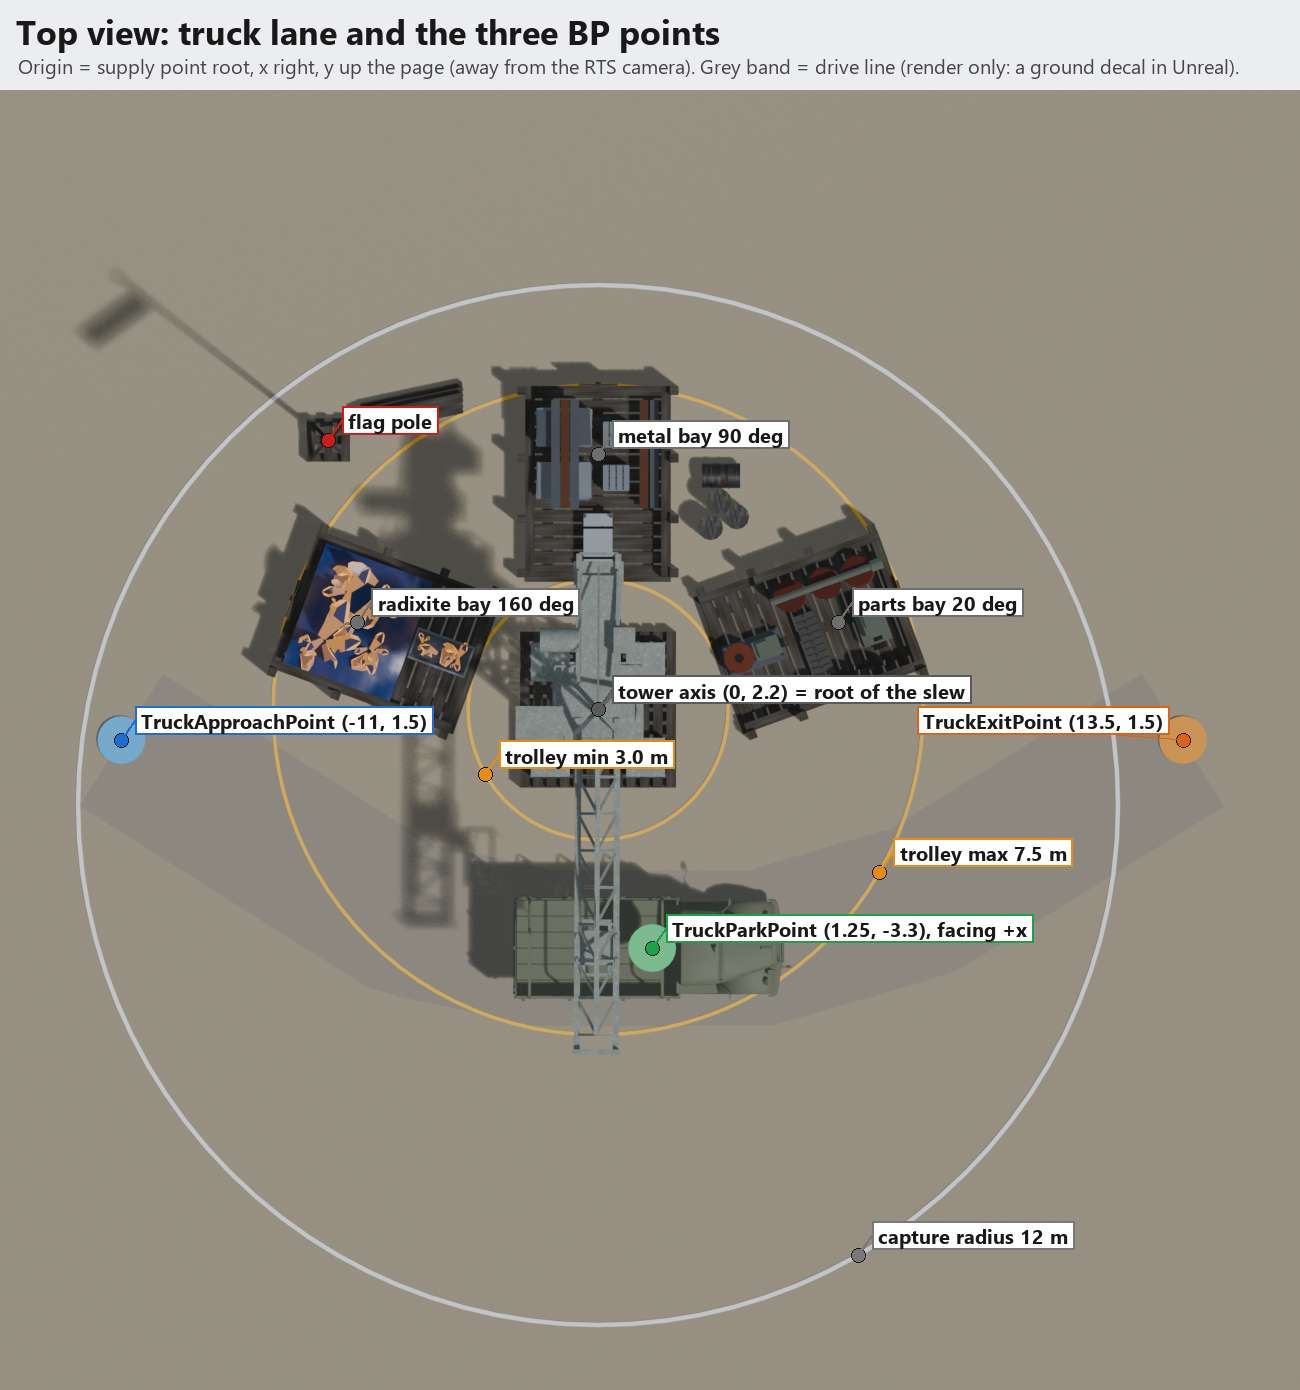 Top view: truck lane and the three BP points
Origin = supply point root, x right, y up the page (away from the RTS camera). Grey band = drive line (render only: a ground decal in Unreal).
flag pole
metal bay 90 deg
radixite bay 160 deg
parts bay 20 deg
tower axis (0, 2.2) = root of the slew
TruckApproachPoint (-11, 1.5)
TruckExitPoint (13.5, 1.5)
trolley min 3.0 m
trolley max 7.5 m
TruckParkPoint (1.25, -3.3), facing +x
capture radius 12 m